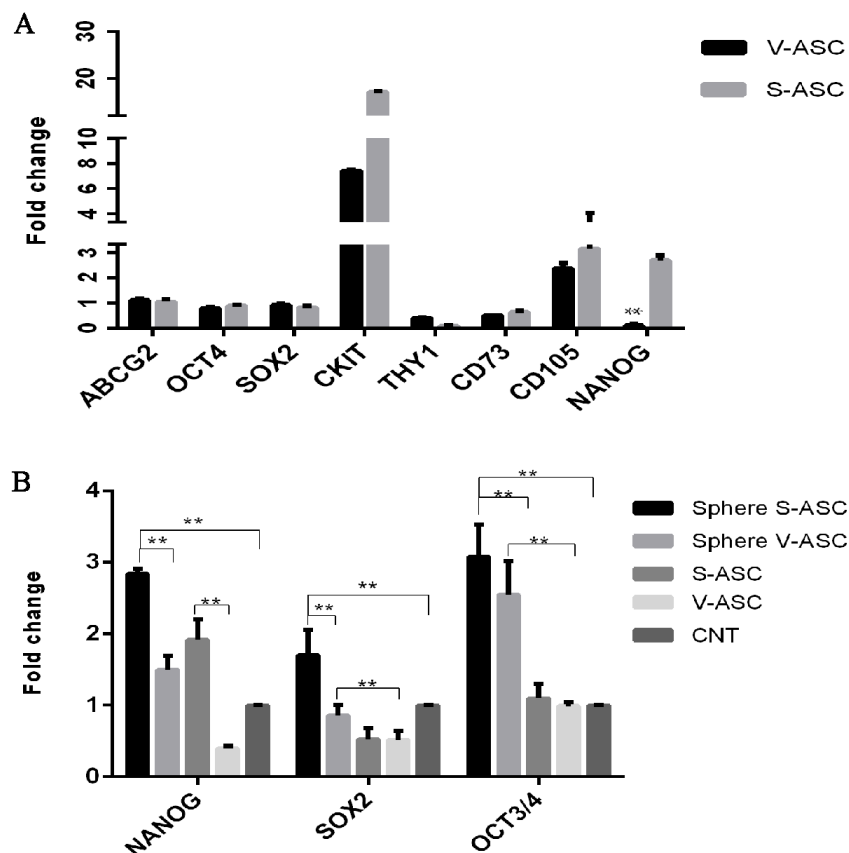 A
Fold change
30
20
10
8
6
4
3
2
1
0
V-ASC
S-ASC
**
ABCG2
OCT4
SOX2
CKIT
THY1
CD73
CD105
NANOG
B
Fold change
4
3
2
1
0
**
**
**
**
**
**
**
**
**
Sphere S-ASC
Sphere V-ASC
S-ASC
V-ASC
CNT
NANOG
SOX2
OCT3/4